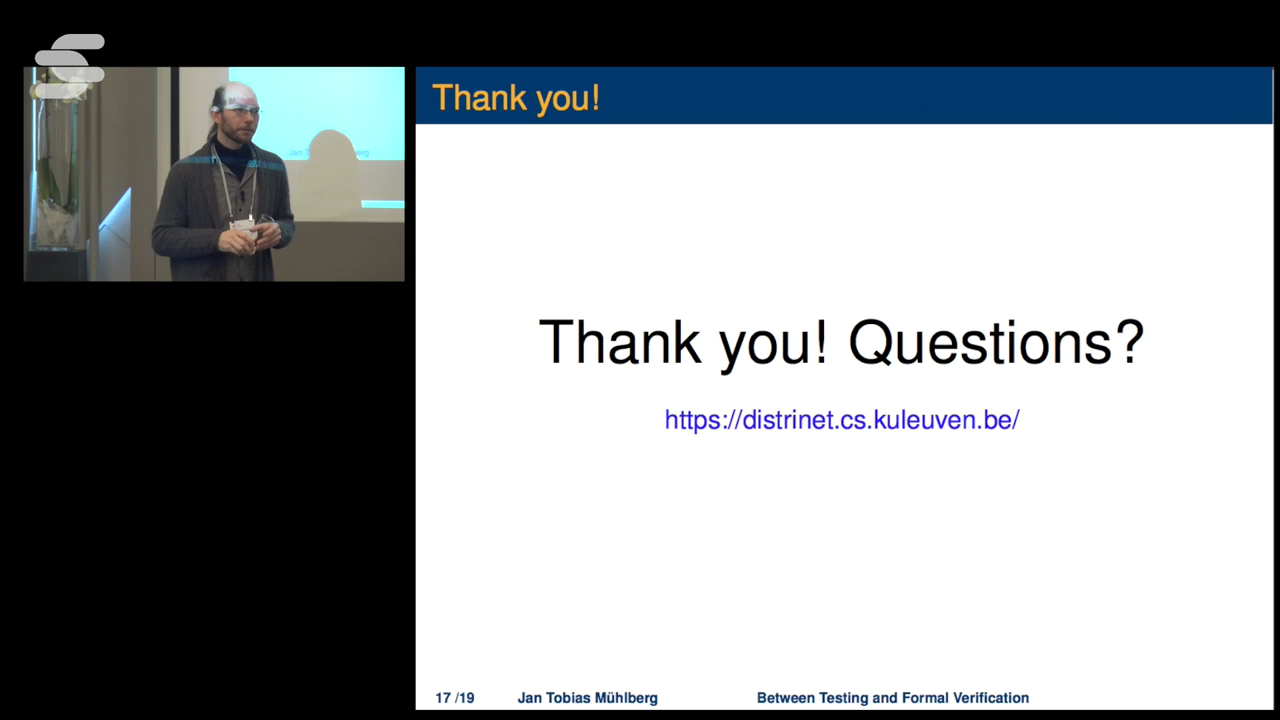 Thank you!
Thank you! Questions?
https://distrinet.cs.kuleuven.be/
17 /19 Jan Tobias Mühlberg Between Testing and Formal Verification